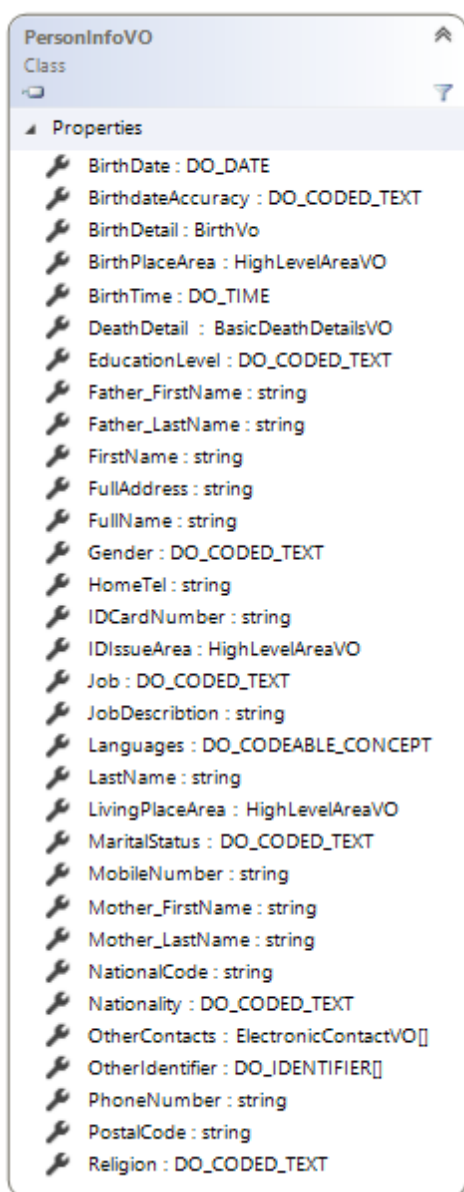 PersonInfoVO
Class
Properties
BirthDate : DO_DATE
BirthdateAccuracy : DO_CODED_TEXT
BirthDetail : BirthVo
BirthPlaceArea : HighLevelAreaVO
BirthTime : DO_TIME
DeathDetail : BasicDeathDetailsVO
EducationLevel : DO_CODED_TEXT
Father_FirstName : string
Father_LastName : string
FirstName : string
FullAddress : string
FullName : string
Gender : DO_CODED_TEXT
HomeTel : string
IDCardNumber : string
IDIssueArea : HighLevelAreaVO
Job : DO_CODED_TEXT
JobDescribtion : string
Languages : DO_CODEABLE_CONCEPT
LastName : string
LivingPlaceArea : HighLevelAreaVO
MaritalStatus : DO_CODED_TEXT
MobileNumber : string
Mother_FirstName : string
Mother_LastName : string
NationalCode : string
Nationality : DO_CODED_TEXT
OtherContacts : ElectronicContactVO[]
OtherIdentifier : DO_IDENTIFIER[]
PhoneNumber : string
PostalCode : string
Religion : DO_CODED_TEXT